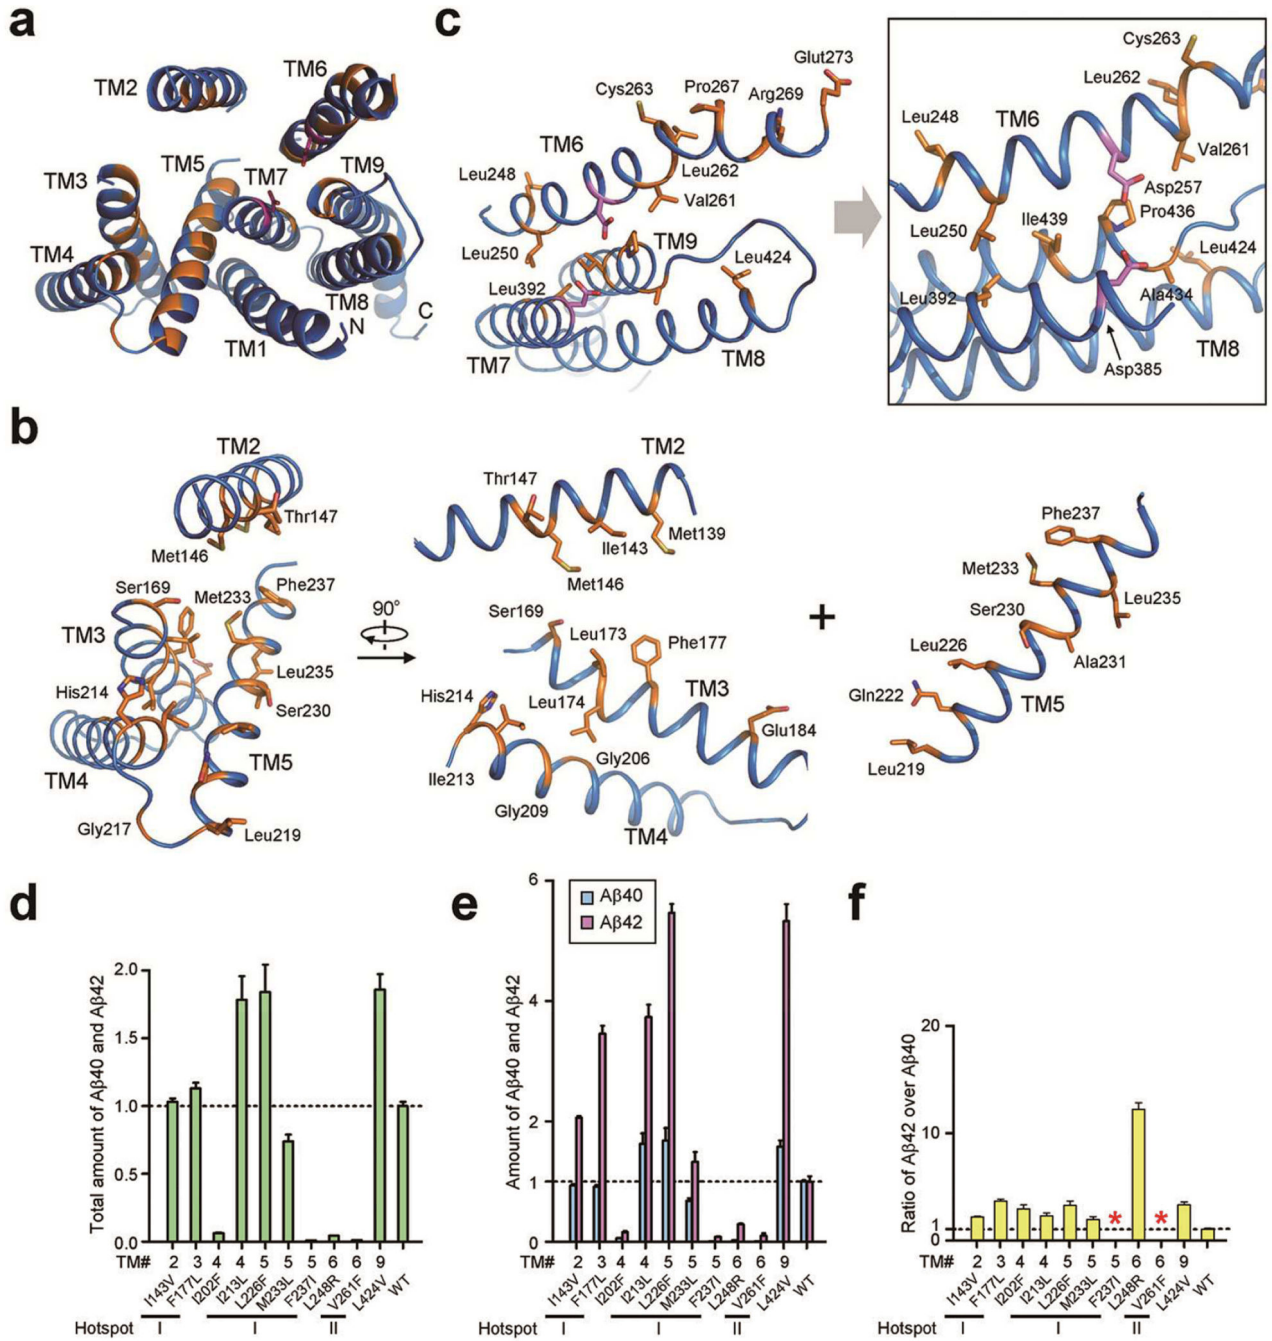 a
TM2
TM6
TM3
TM5
TM7
TM9
TM4
TM8
TM1
N
C
c
Cys263
Pro267
Glut273
Arg269
TM6
Leu248
Leu262
Val261
Leu250
TM9
Leu424
Leu392
TM7
TM8
Cys263
Leu262
Leu248
TM6
Val261
Asp257
Ile439
Pro436
Leu250
Leu424
Leu392
Ala434
TM8
Asp385
b
TM2
Thr147
Met146
Ser169
Met233
Phe237
TM3
Leu235
His214
Ser230
TM4
TM5
Gly217
Leu219
90°
TM2
Thr147
Ile143
Met139
Met146
Ser169
Leu173
Phe177
His214
Leu174
TM3
Glu184
Gly206
Ile213
Gly209
TM4
+
Phe237
Met233
Ser230
Leu235
Leu226
Ala231
Gln222
TM5
Leu219
d
Total amount of Aβ40 and Aβ42
2.0
1.5
1.0
0.5
0.0
TM# 2 3 4 4 5 5 5 6 6 9
I143V F177L I202F I213L L226F M233L F237I L248R V261F L424V WT
Hotspot I I II
e
Amount of Aβ40 and Aβ42
Aβ40
Aβ42
6
4
2
1
0
TM# 2 3 4 4 5 5 5 6 6 9
I143V F177L I202F I213L L226F M233L F237I L248R V261F L424V WT
Hotspot I I II
f
Ratio of Aβ42 over Aβ40
20
10
1
0
* *
TM# 2 3 4 4 5 5 5 6 6 9
I143V F177L I202F I213L L226F M233L F237I L248R V261F L424V WT
Hotspot I I II